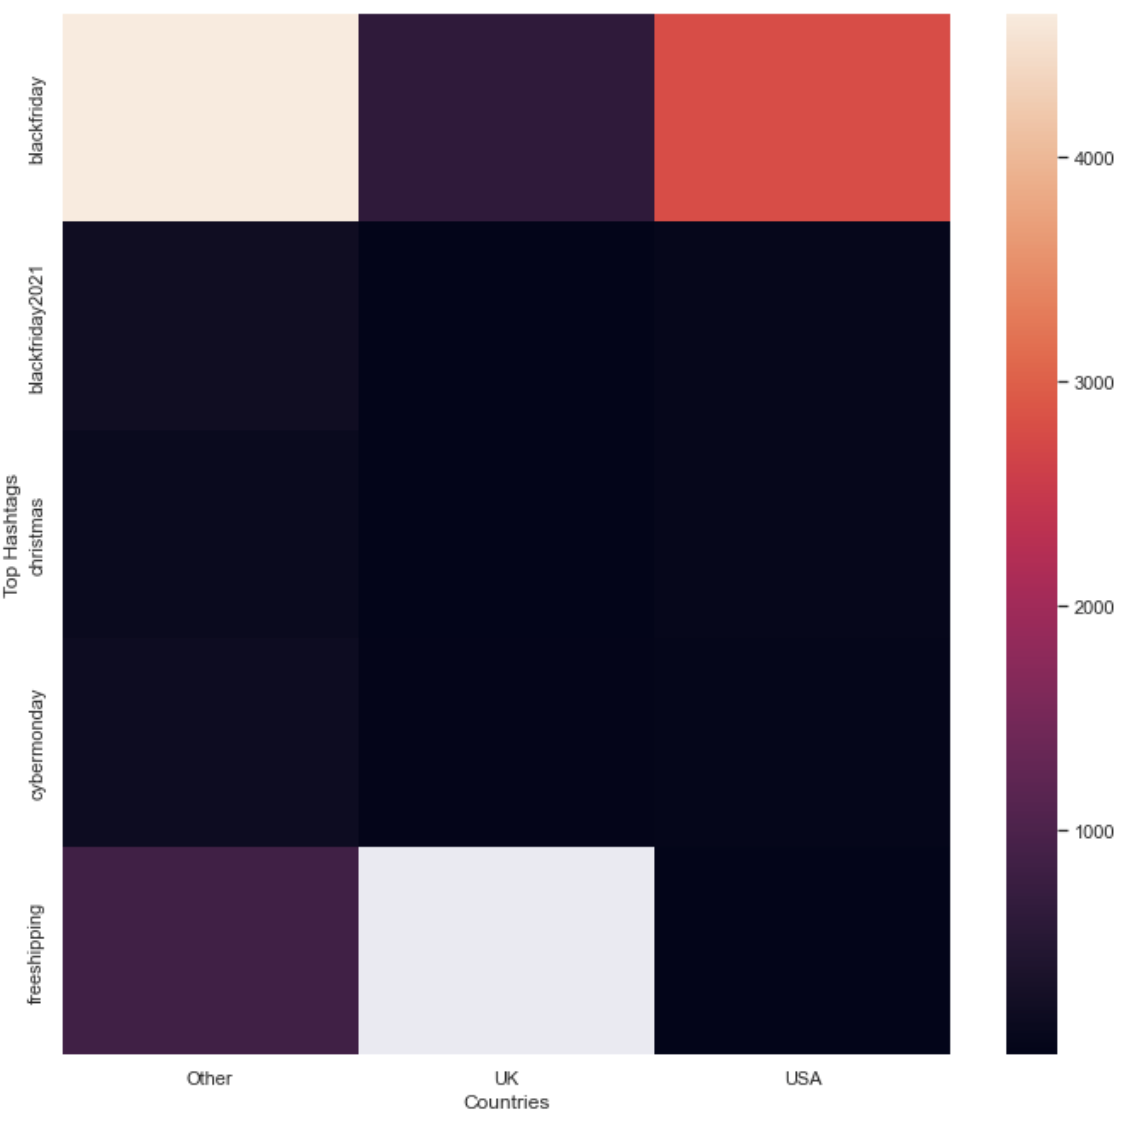 Top Hashtags
blackfriday
blackfriday2021
christmas
cybermonday
freeshipping
Other
UK
USA
Countries
4000
3000
2000
1000